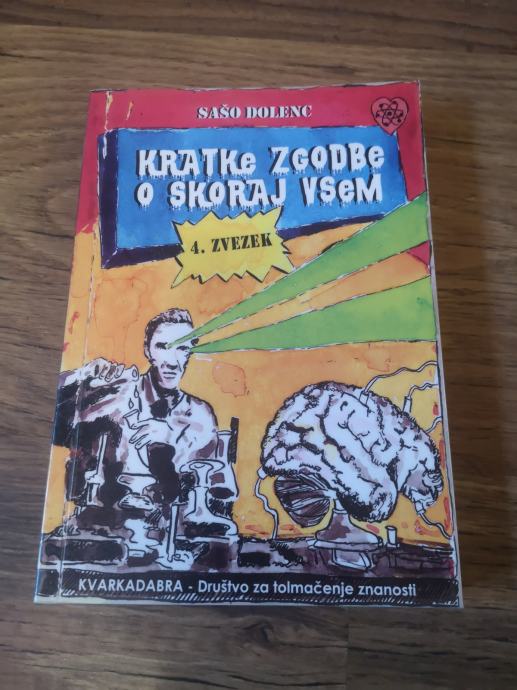 SAŠO DOLENC
KRATKe ZGODBe
O SKORAJ VSeM
4. ZVEZEK
KVARKADABRA - Društvo za tolmačenje znanosti